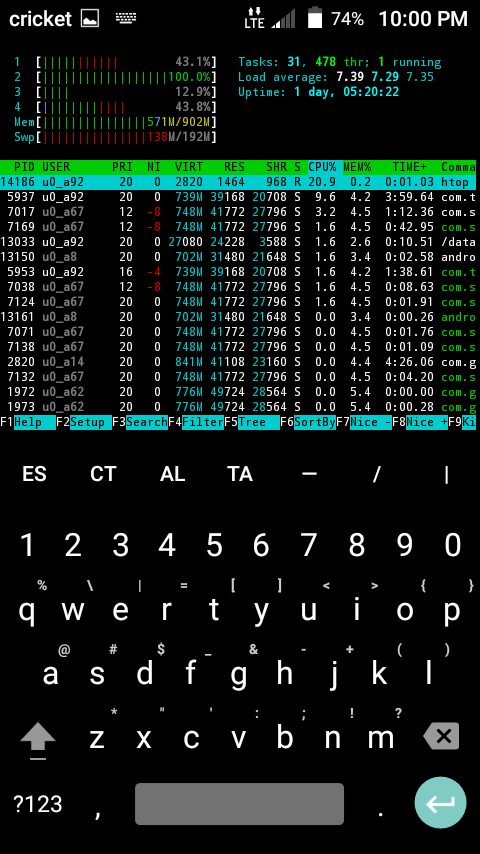 cricket LTE 74% 10:00 PM
1 [||||||||||||| 43.1%] Tasks: 31, 478 thr; 1 running
2 [||||||||||||||||||100.0%] Load average: 7.39 7.29 7.35
3 [|||| 12.9%] Uptime: 1 day, 05:20:22
4 [|||||||||||||| 43.8%]
Mem[|||||||||||||||571M/902M]
Swp[|||||||||||||||138M/192M]
PID USER PRI NI VIRT RES SHR S CPU% MEM% TIME+ Comma
14186 u0_a92 20 0 2820 1464 968 R 20.9 0.2 0:01.03 htop
5937 u0_a92 20 0 739M 39168 20708 S 9.6 4.2 3:59.64 com.t
7017 u0_a67 12 -8 748M 41772 27796 S 3.2 4.5 1:12.36 com.s
7169 u0_a67 12 -8 748M 41772 27796 S 1.6 4.5 0:42.95 com.s
13033 u0_a92 20 0 27080 24228 3588 S 1.6 2.6 0:10.51 /data
13150 u0_a8 20 0 702M 31480 21648 S 1.6 3.4 0:02.58 andro
5953 u0_a92 16 -4 739M 39168 20708 S 1.6 4.2 1:38.61 com.t
7038 u0_a67 12 -8 748M 41772 27796 S 1.6 4.5 0:08.63 com.s
7124 u0_a67 20 0 748M 41772 27796 S 1.6 4.5 0:01.91 com.s
13161 u0_a8 20 0 702M 31480 21648 S 0.0 3.4 0:00.26 andro
7071 u0_a67 20 0 748M 41772 27796 S 0.0 4.5 0:01.76 com.s
7138 u0_a67 20 0 748M 41772 27796 S 0.0 4.5 0:01.09 com.s
2820 u0_a14 20 0 841M 41108 23160 S 0.0 4.4 4:26.06 com.g
7132 u0_a67 20 0 748M 41772 27796 S 0.0 4.5 0:04.20 com.s
1972 u0_a62 20 0 776M 49724 28564 S 0.0 5.4 0:00.00 com.g
1973 u0_a62 20 0 776M 49724 28564 S 0.0 5.4 0:00.28 com.g
F1Help F2Setup F3SearchF4FilterF5Tree F6SortByF7Nice -F8Nice +F9Ki
ES CT AL TA — / |
1 2 3 4 5 6 7 8 9 0
% \ | = [ ] < > { }
q w e r t y u i o p
@ # $ _ & - + ( )
a s d f g h j k l
* " ' : ; ! ?
z x c v b n m
?123 , .